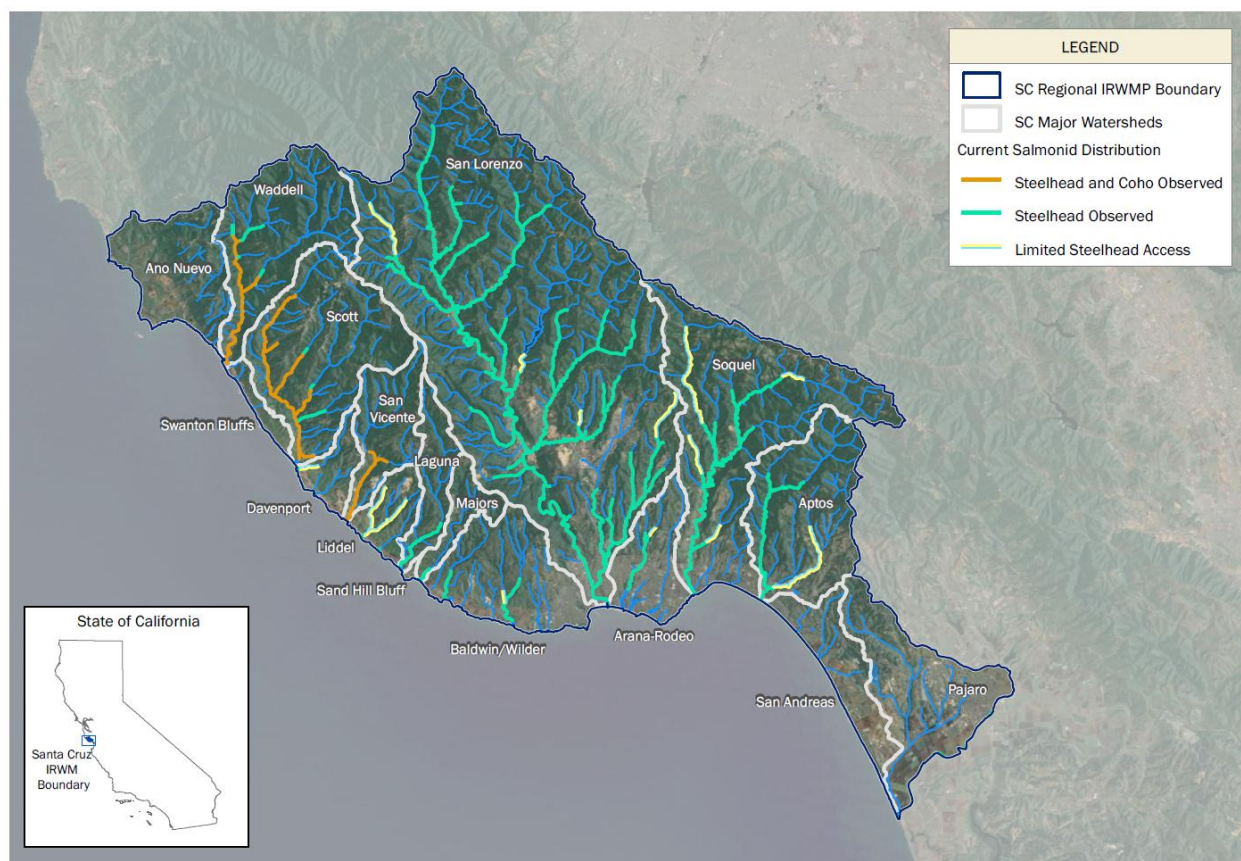 LEGEND
SC Regional IRWMP Boundary
SC Major Watersheds
Current Salmonid Distribution
Steelhead and Coho Observed
Steelhead Observed
Limited Steelhead Access
San Lorenzo
Waddell
Ano Nuevo
Scott
Soquel
San
Vicente
Swanton Bluffs
Laguna
Majors
Aptos
Davenport
Liddel
Sand Hill Bluff
Baldwin/Wilder
Arana-Rodeo
San Andreas
Pajaro
State of California
Santa Cruz
IRWM
Boundary